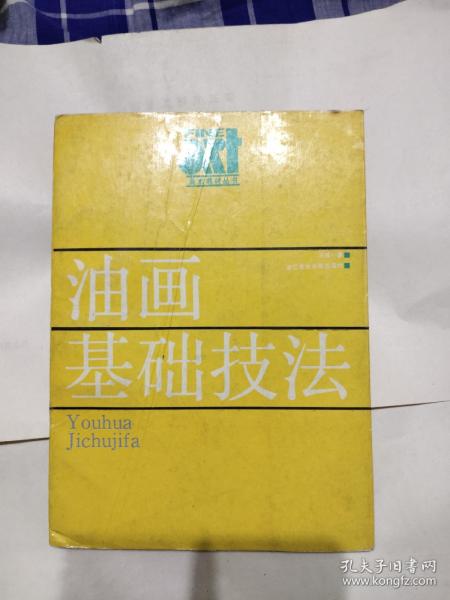 FINE
art
油画
基础技法
Youhua
Jichujifa
孔夫子旧书网
www.kongfz.com